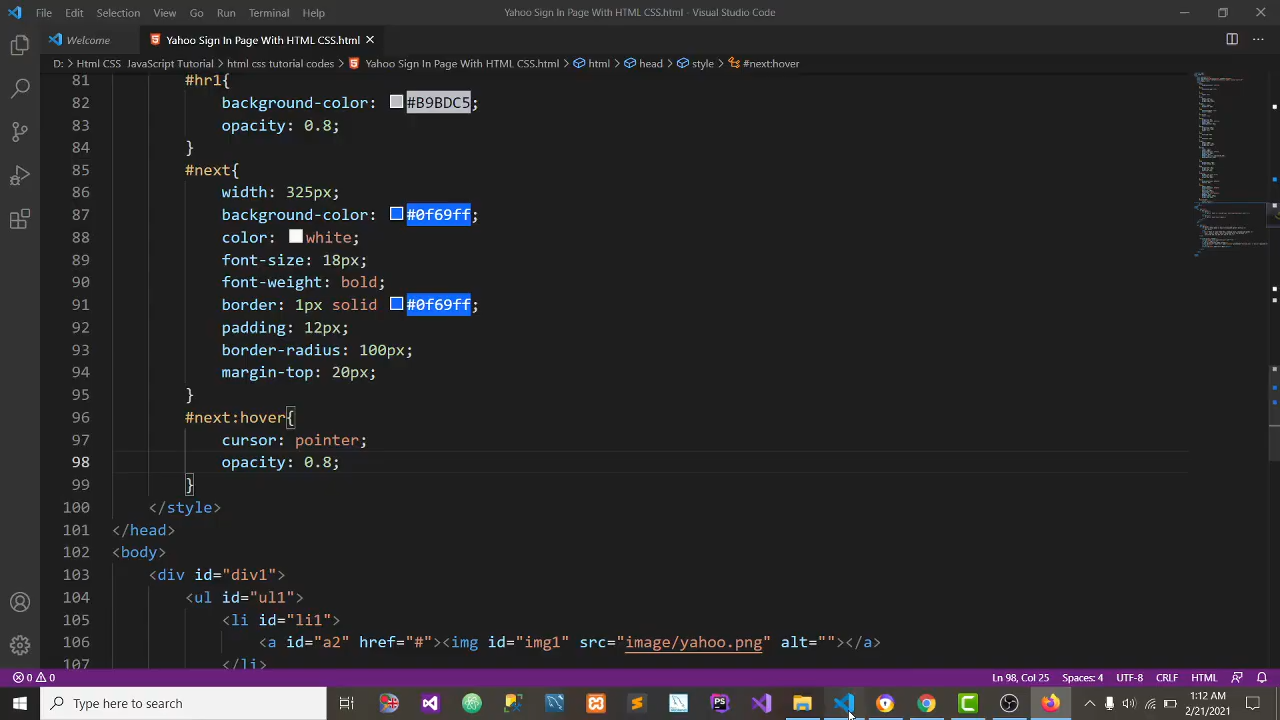 File Edit Selection View Go Run Terminal Help Yahoo Sign In Page With HTML CSS.html - Visual Studio Code
Welcome Yahoo Sign In Page With HTML CSS.html
D: > Html CSS JavaScript Tutorial > html css tutorial codes > Yahoo Sign In Page With HTML CSS.html > html > head > style > #next:hover
81 #hr1{
82 background-color: #B9BDC5;
83 opacity: 0.8;
84 }
85 #next{
86 width: 325px;
87 background-color: #0f69ff;
88 color: white;
89 font-size: 18px;
90 font-weight: bold;
91 border: 1px solid #0f69ff;
92 padding: 12px;
93 border-radius: 100px;
94 margin-top: 20px;
95 }
96 #next:hover{
97 cursor: pointer;
98 opacity: 0.8;
99 }
100 </style>
101 </head>
102 <body>
103 <div id="div1">
104 <ul id="ul1">
105 <li id="li1">
106 <a id="a2" href="#"><img id="img1" src="image/yahoo.png" alt=""></a>
107 </li>
0 0 Ln 98, Col 25 Spaces: 4 UTF-8 CRLF HTML
Type here to search PS 1:12 AM
2/21/2021